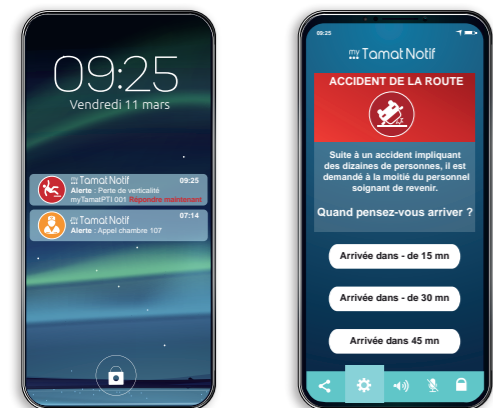 09:25
Vendredi 11 mars
my Tamat Notif 09:25
Alerte : Perte de verticalité
myTamatPTI 001 Répondre maintenant
my Tamat Notif 07:14
Alerte : Appel chambre 107
09:25
my Tamat Notif
ACCIDENT DE LA ROUTE
Suite à un accident impliquant
des dizaines de personnes, il est
demandé à la moitié du personnel
soignant de revenir.
Quand pensez-vous arriver ?
Arrivée dans - de 15 mn
Arrivée dans - de 30 mn
Arrivée dans 45 mn